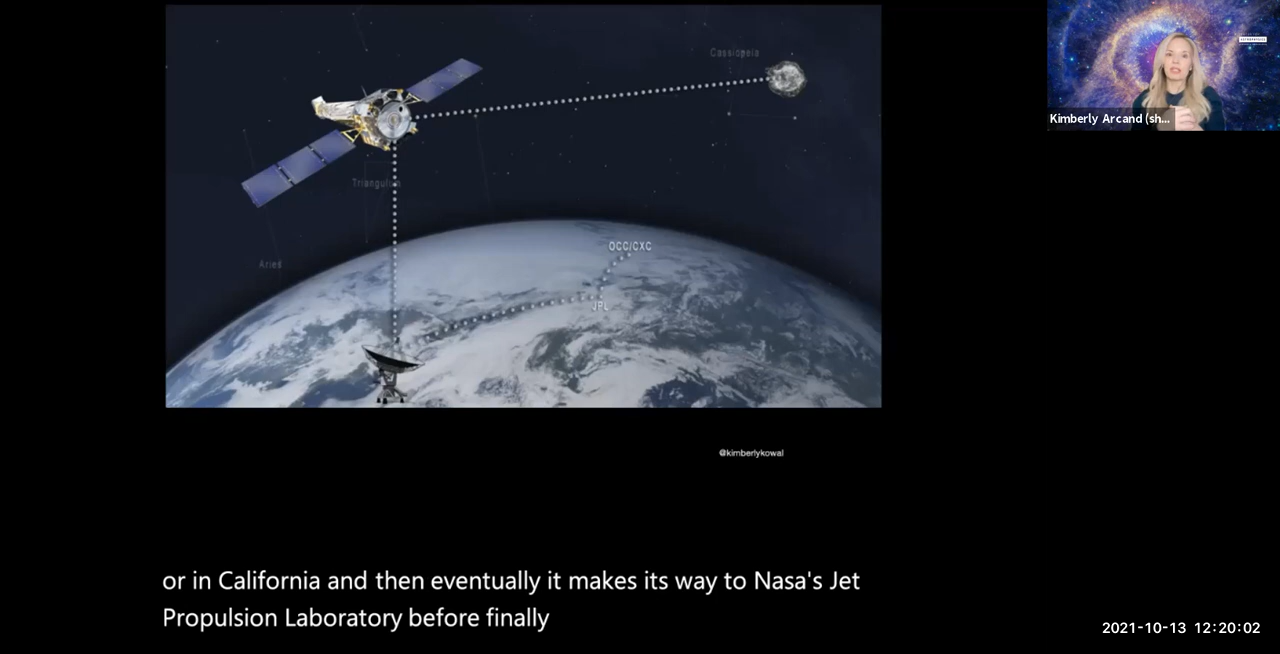 Cassiopeia
Triangulum
Aries
OCC/CXC
JPL
Kimberly Arcand (sh...
@kimberlykowal
or in California and then eventually it makes its way to Nasa's Jet
Propulsion Laboratory before finally
2021-10-13 12:20:02